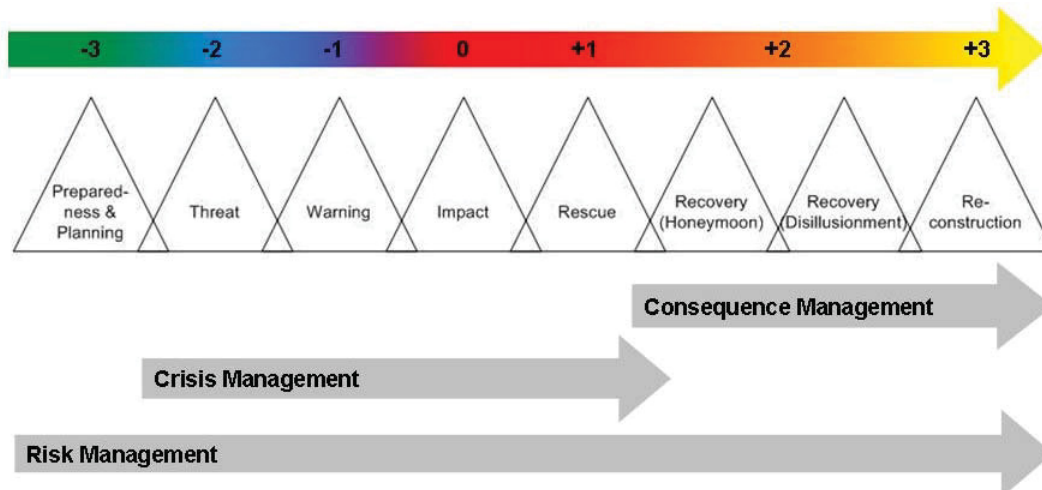 -3 -2 -1 0 +1 +2 +3
Prepared-
ness &
Planning
Threat
Warning
Impact
Rescue
Recovery
(Honeymoon)
Recovery
(Disillusionment)
Re-
construction
Consequence Management
Crisis Management
Risk Management